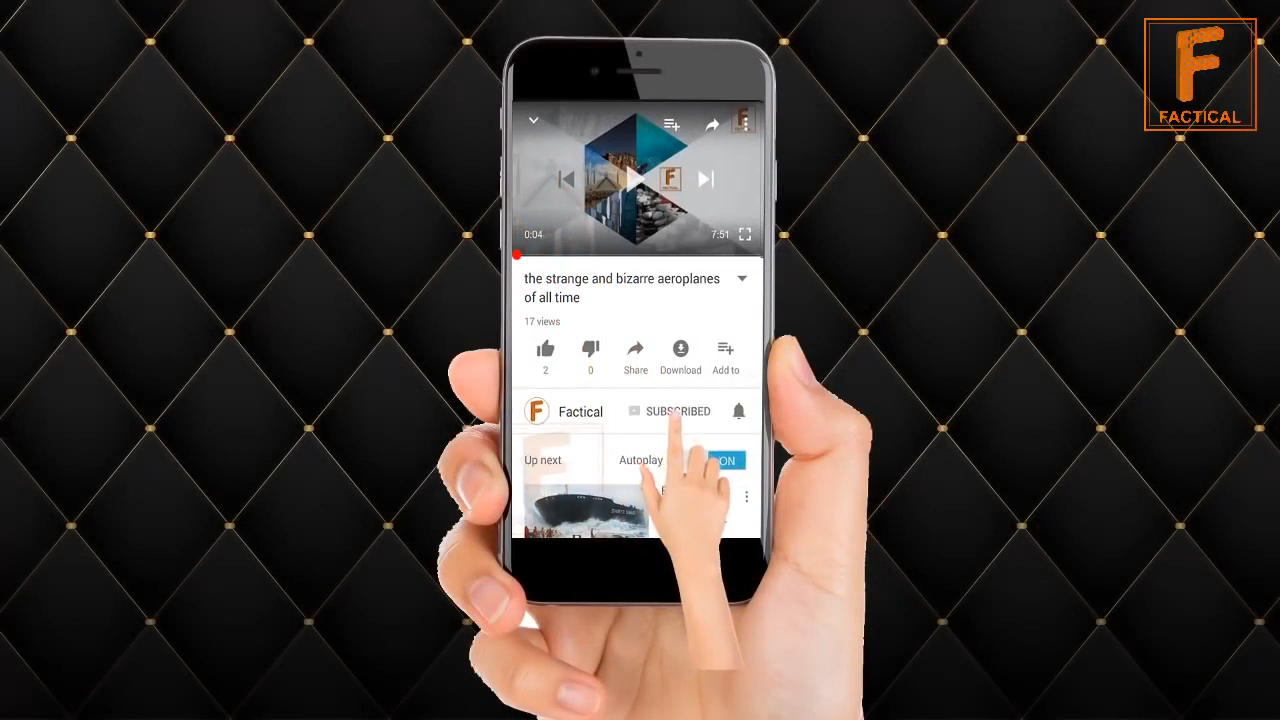 F
FACTICAL
F
0:04
7:51
the strange and bizarre aeroplanes
of all time
17 views
2
0
Share
Download
Add to
F
Factical
SUBSCRIBED
Up next
Autoplay
ON